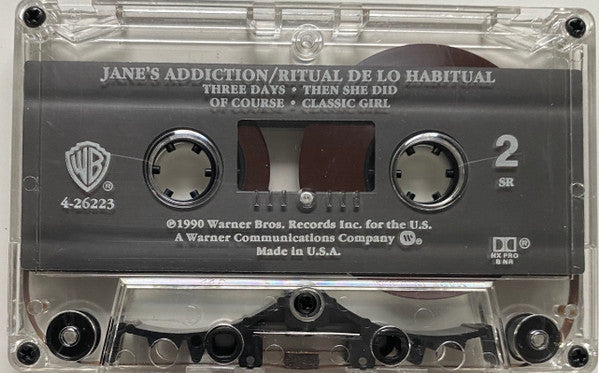 JANE'S ADDICTION/RITUAL DE LO HABITUAL
THREE DAYS • THEN SHE DID
OF COURSE • CLASSIC GIRL
WB
®
4-26223
2
SR
℗1990 Warner Bros. Records Inc. for the U.S.
A Warner Communications Company
Made in U.S.A.
®
HX PRO
B NR